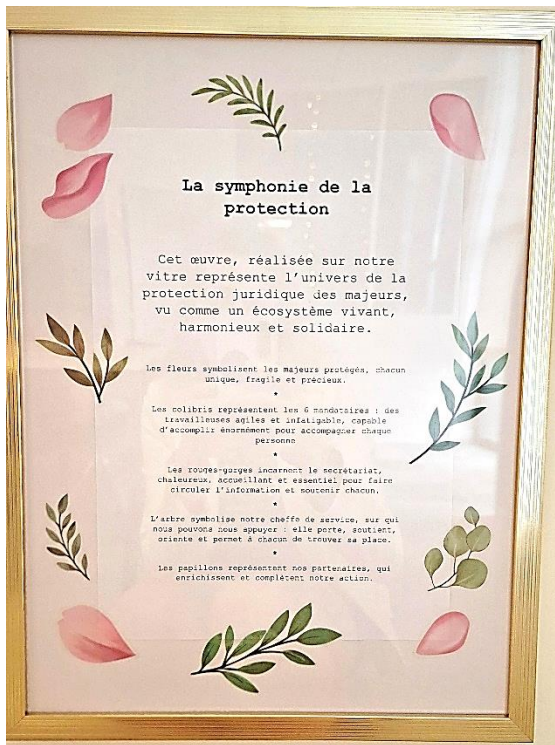 La symphonie de la
protection
Cet œuvre, réalisée sur notre
vitre représente l'univers de la
protection juridique des majeurs,
vu comme un écosystème vivant,
harmonieux et solidaire.
Les fleurs symbolisent les majeurs protégés, chacun
unique, fragile et précieux.
*
Les colibris représentent les 6 mandataires : des
travailleuses agiles et infatigable, capable
d'accomplir énormément pour accompagner chaque
personne
*
Les rouges-gorges incarnent le secrétariat,
chaleureux, accueillant et essentiel pour faire
circuler l'information et soutenir chacun.
*
L'arbre symbolise notre cheffe de service, sur qui
nous pouvons nous appuyer : elle porte, soutient,
oriente et permet à chacun de trouver sa place.
*
Les papillons représentent nos partenaires, qui
enrichissent et complètent notre action.